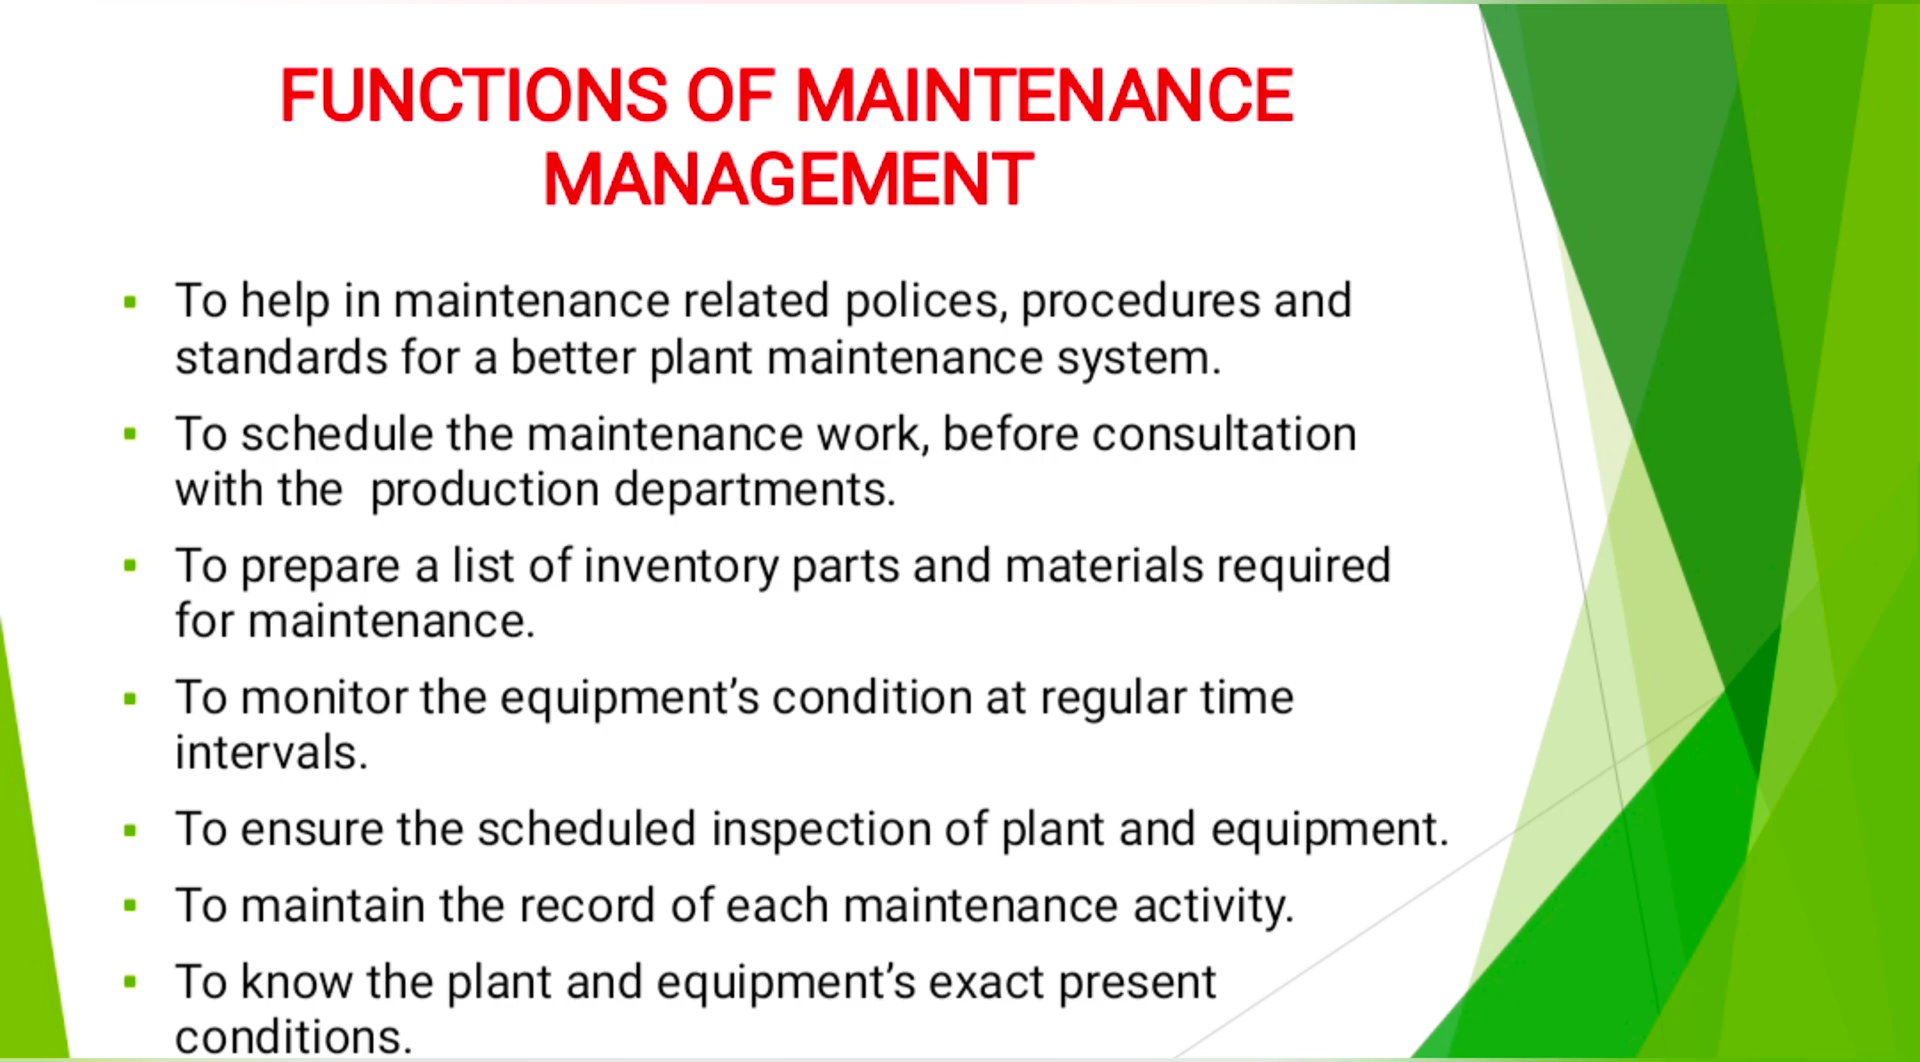 FUNCTIONS OF MAINTENANCE
MANAGEMENT
▪ To help in maintenance related polices, procedures and
standards for a better plant maintenance system.
▪ To schedule the maintenance work, before consultation
with the  production departments.
▪ To prepare a list of inventory parts and materials required
for maintenance.
▪ To monitor the equipment’s condition at regular time
intervals.
▪ To ensure the scheduled inspection of plant and equipment.
▪ To maintain the record of each maintenance activity.
▪ To know the plant and equipment’s exact present
conditions.